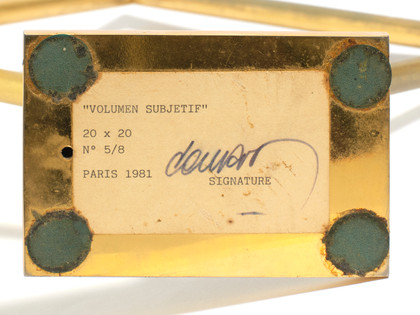 "VOLUMEN SUBJETIF"
20 x 20
N° 5/8
PARIS 1981
SIGNATURE